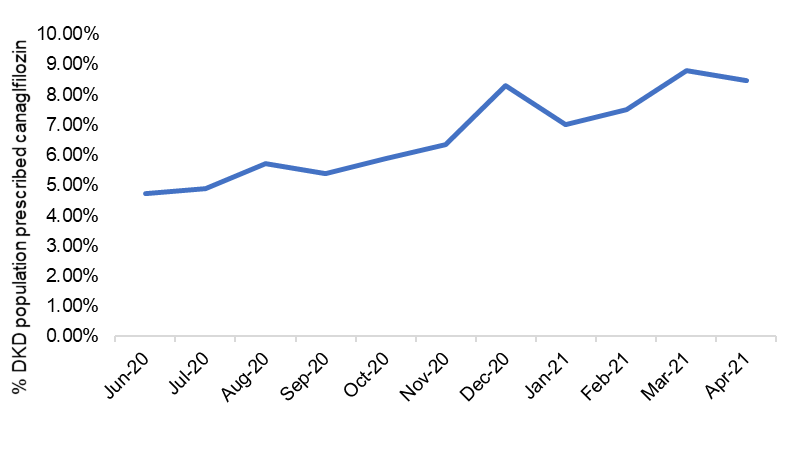 % DKD population prescribed canaglfilozin
10.00%
9.00%
8.00%
7.00%
6.00%
5.00%
4.00%
3.00%
2.00%
1.00%
0.00%
Jun-20
Jul-20
Aug-20
Sep-20
Oct-20
Nov-20
Dec-20
Jan-21
Feb-21
Mar-21
Apr-21